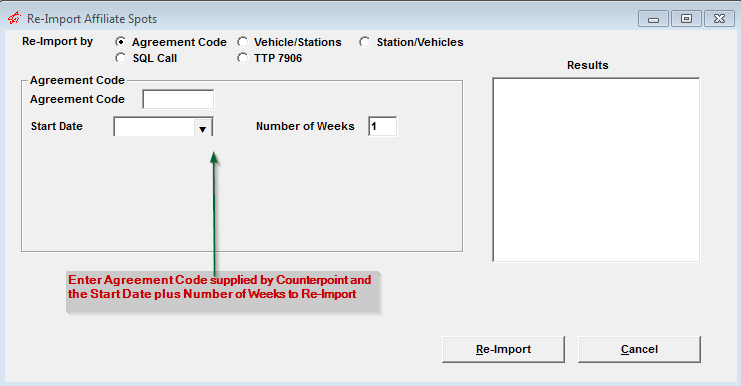 Re-Import Affiliate Spots
Re-Import by Agreement Code Vehicle/Stations Station/Vehicles
SQL Call TTP 7906
Results
Agreement Code
Agreement Code
Start Date Number of Weeks 1
Enter Agreement Code supplied by Counterpoint and
the Start Date plus Number of Weeks to Re-Import
Re-Import Cancel